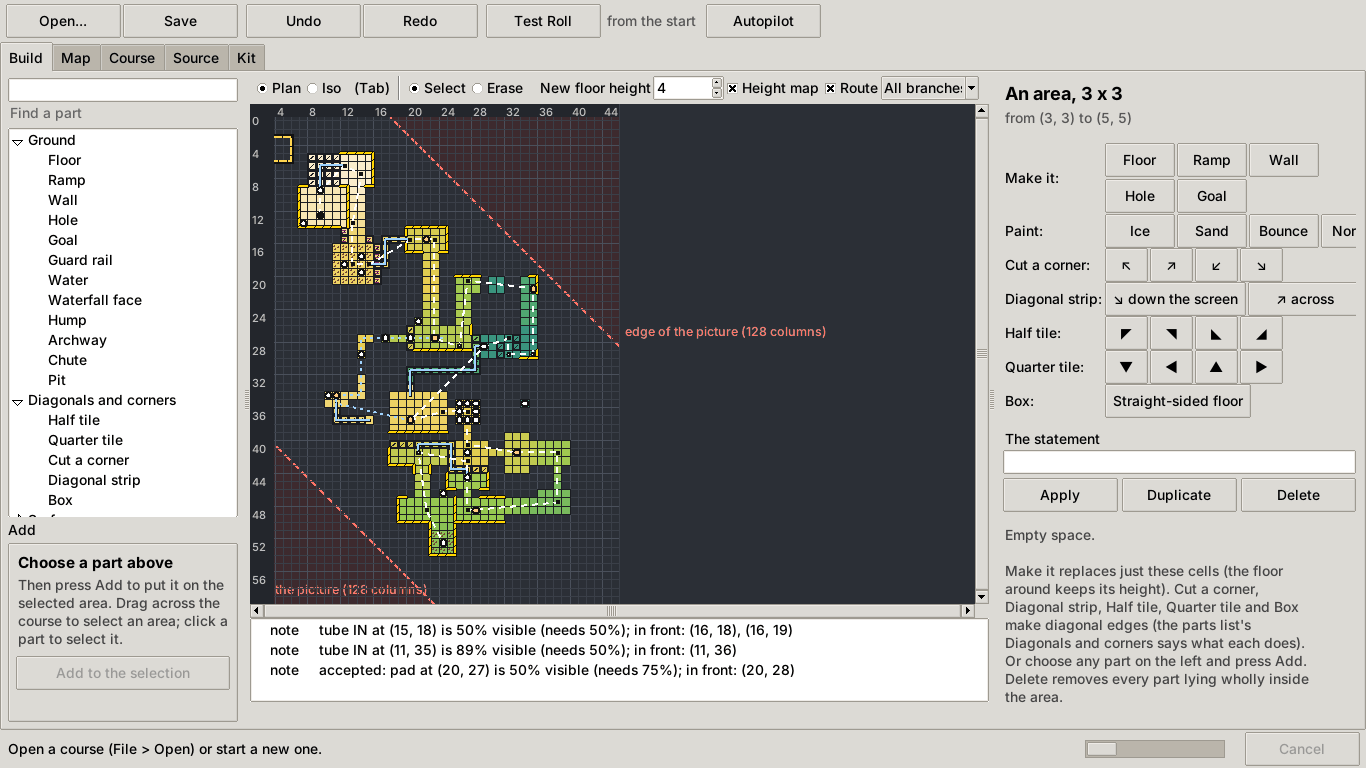 Open... Save Undo Redo Test Roll from the start Autopilot
Build Map Course Source Kit
Plan Iso (Tab) Select Erase New floor height 4 Height map Route All branche
Find a part
Ground
Floor
Ramp
Wall
Hole
Goal
Guard rail
Water
Waterfall face
Hump
Archway
Chute
Pit
Diagonals and corners
Half tile
Quarter tile
Cut a corner
Diagonal strip
Box
Add
Choose a part above
Then press Add to put it on the
selected area. Drag across the
course to select an area; click a
part to select it.
Add to the selection
4 8 12 16 20 24 28 32 36 40 44
0
4
8
12
16
20
24
28
32
36
40
44
48
52
56
edge of the picture (128 columns)
the picture (128 columns)
note tube IN at (15, 18) is 50% visible (needs 50%); in front: (16, 18), (16, 19)
note tube IN at (11, 35) is 89% visible (needs 50%); in front: (11, 36)
note accepted: pad at (20, 27) is 50% visible (needs 75%); in front: (20, 28)
An area, 3 x 3
from (3, 3) to (5, 5)
Make it: Floor Ramp Wall
Hole Goal
Paint: Ice Sand Bounce Nor
Cut a corner: ↖ ↗ ↙ ↘
Diagonal strip: ↘ down the screen ↗ across
Half tile: ◤ ◥ ◣ ◢
Quarter tile: ▼ ◀ ▲ ▶
Box: Straight-sided floor
The statement
Apply Duplicate Delete
Empty space.
Make it replaces just these cells (the floor
around keeps its height). Cut a corner,
Diagonal strip, Half tile, Quarter tile and Box
make diagonal edges (the parts list's
Diagonals and corners says what each does).
Or choose any part on the left and press Add.
Delete removes every part lying wholly inside
the area.
Open a course (File > Open) or start a new one.
Cancel